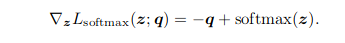 ∇_z L_softmax(z; q) = −q + softmax(z).